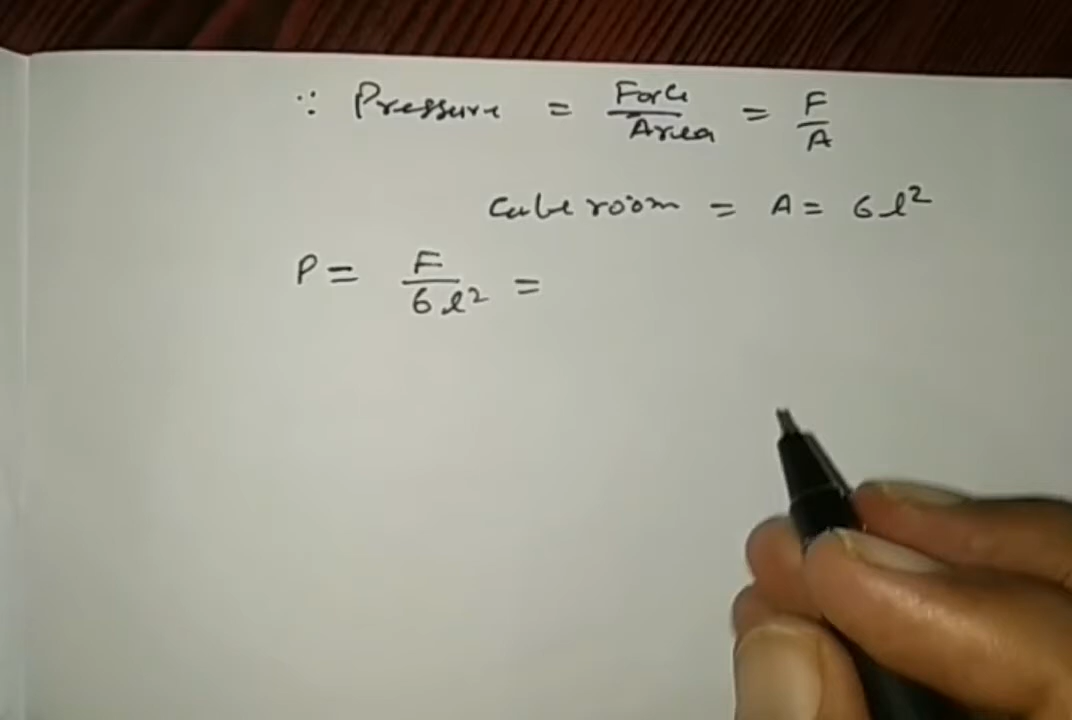 ∵ Pressure = Force/Area = F/A
Cube room = A = 6l²
P = F/6l² =